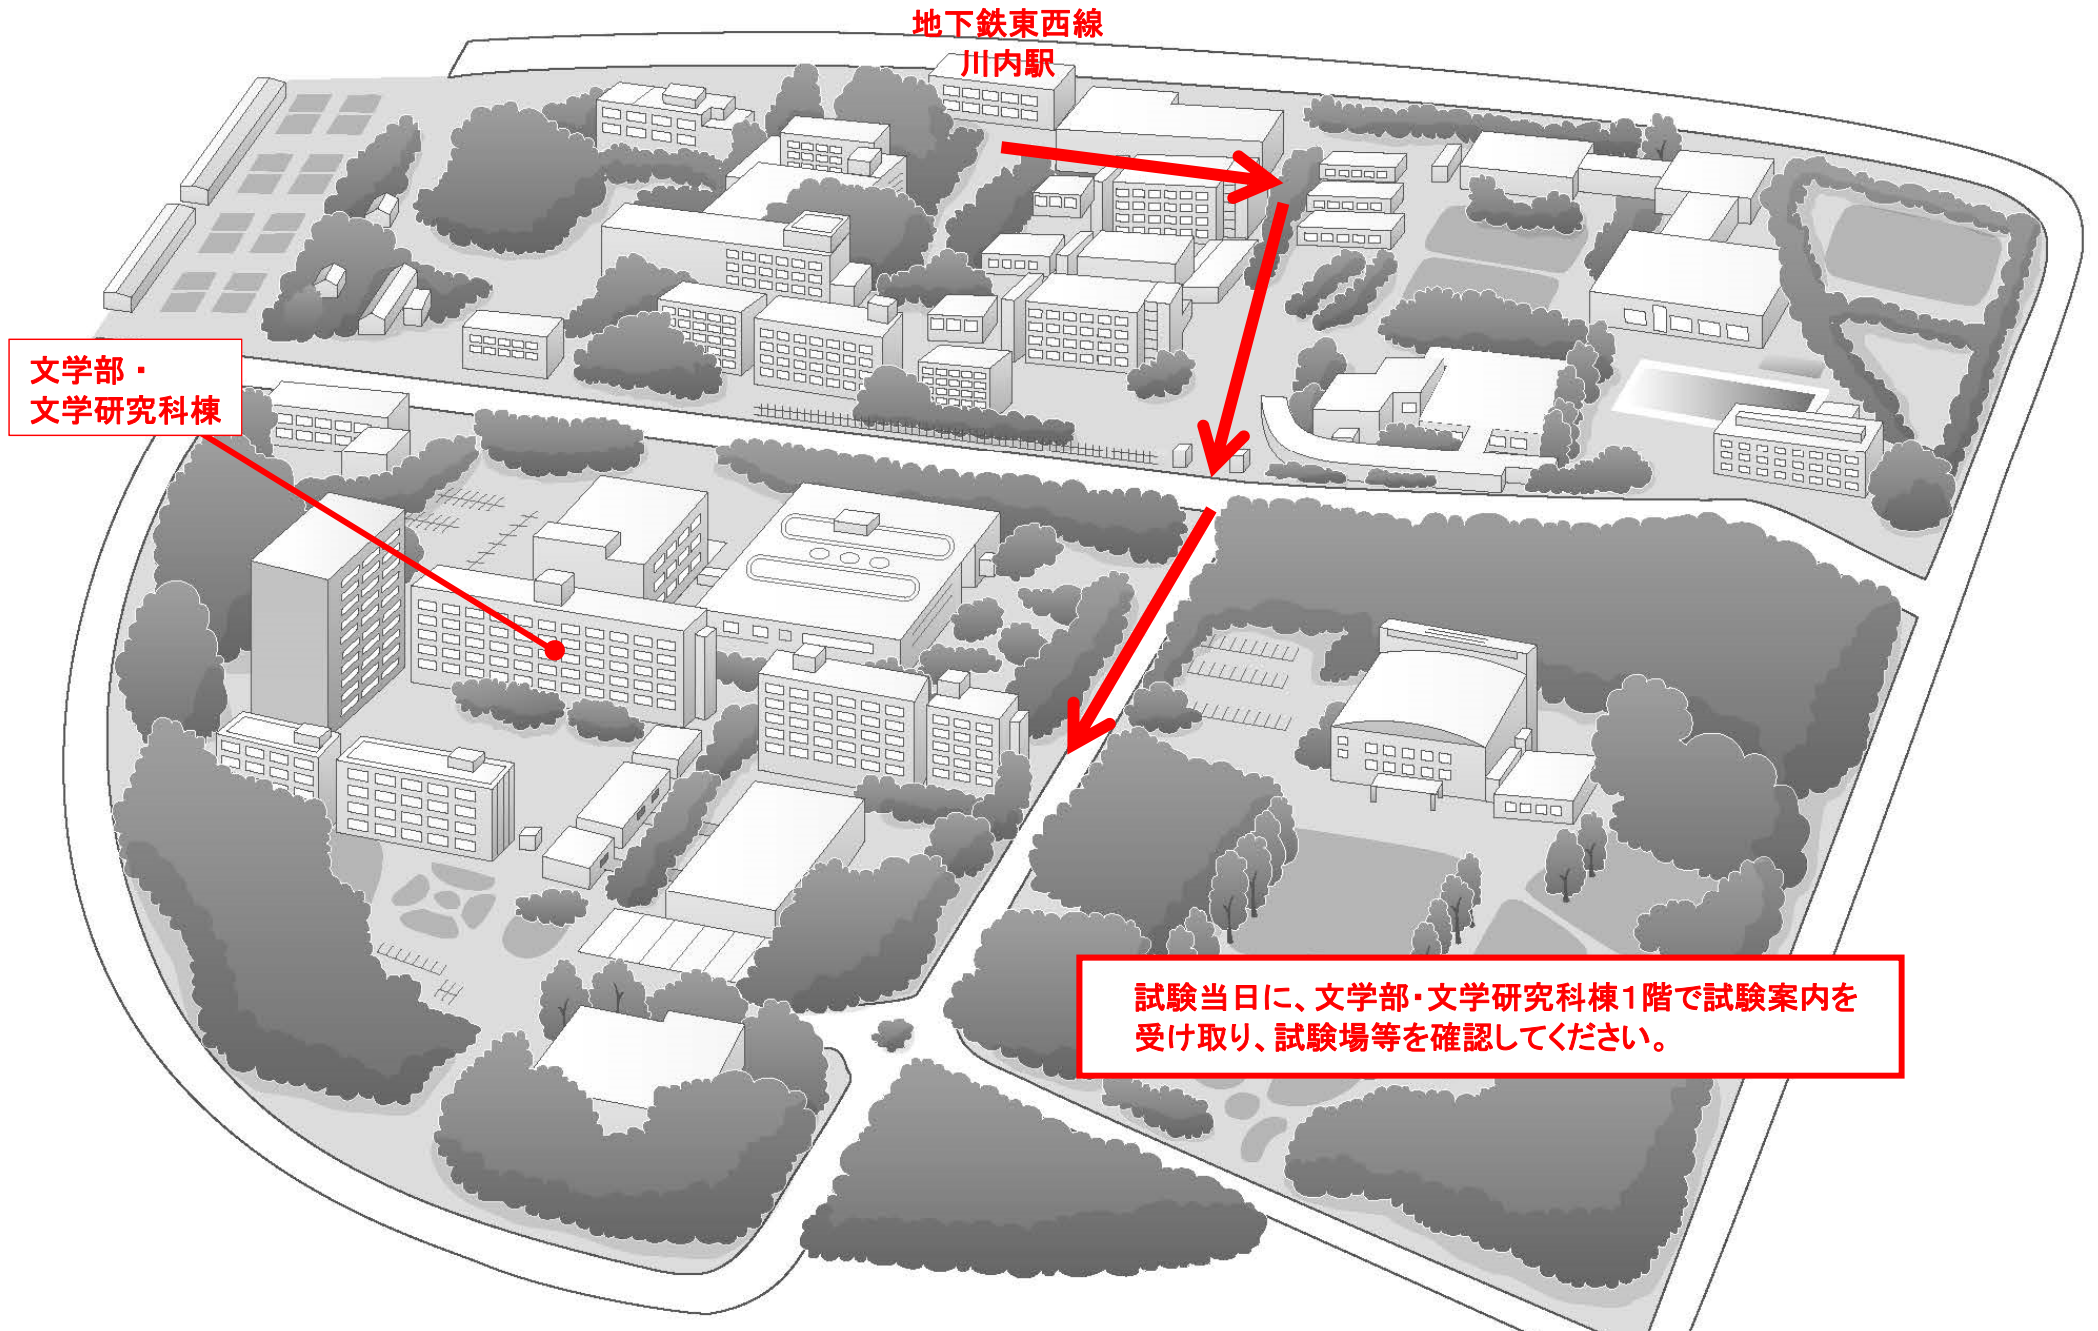 地下鉄東西線
川内駅
文学部・
文学研究科棟
試験当日に、文学部・文学研究科棟１階で試験案内を
受け取り、試験場等を確認してください。